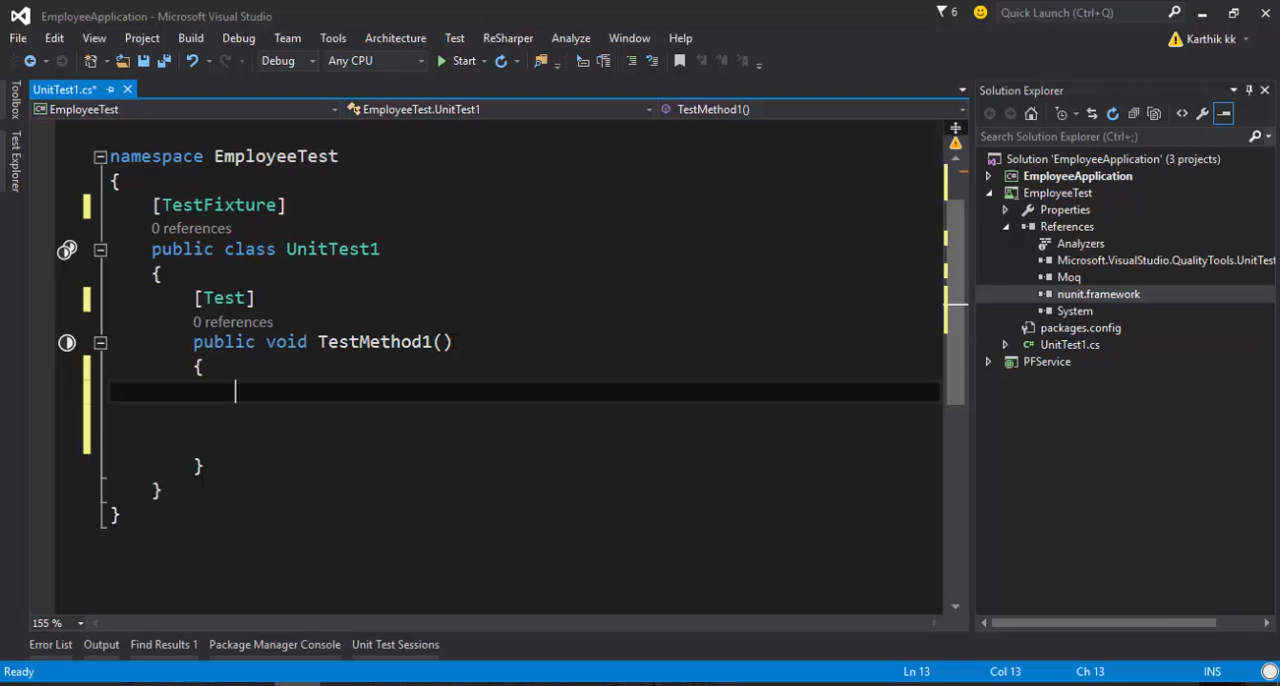 EmployeeApplication - Microsoft Visual Studio
6
Quick Launch (Ctrl+Q)
File Edit View Project Build Debug Team Tools Architecture Test ReSharper Analyze Window Help
Karthik kk
Debug Any CPU Start
Toolbox
Test Explorer
UnitTest1.cs*
EmployeeTest EmployeeTest.UnitTest1 TestMethod1()
namespace EmployeeTest
{
[TestFixture]
0 references
public class UnitTest1
{
[Test]
0 references
public void TestMethod1()
{
}
}
}
155 %
Solution Explorer
Search Solution Explorer (Ctrl+;)
Solution 'EmployeeApplication' (3 projects)
EmployeeApplication
EmployeeTest
Properties
References
Analyzers
Microsoft.VisualStudio.QualityTools.UnitTest
Moq
nunit.framework
System
packages.config
UnitTest1.cs
PFService
Error List Output Find Results 1 Package Manager Console Unit Test Sessions
Ready Ln 13 Col 13 Ch 13 INS